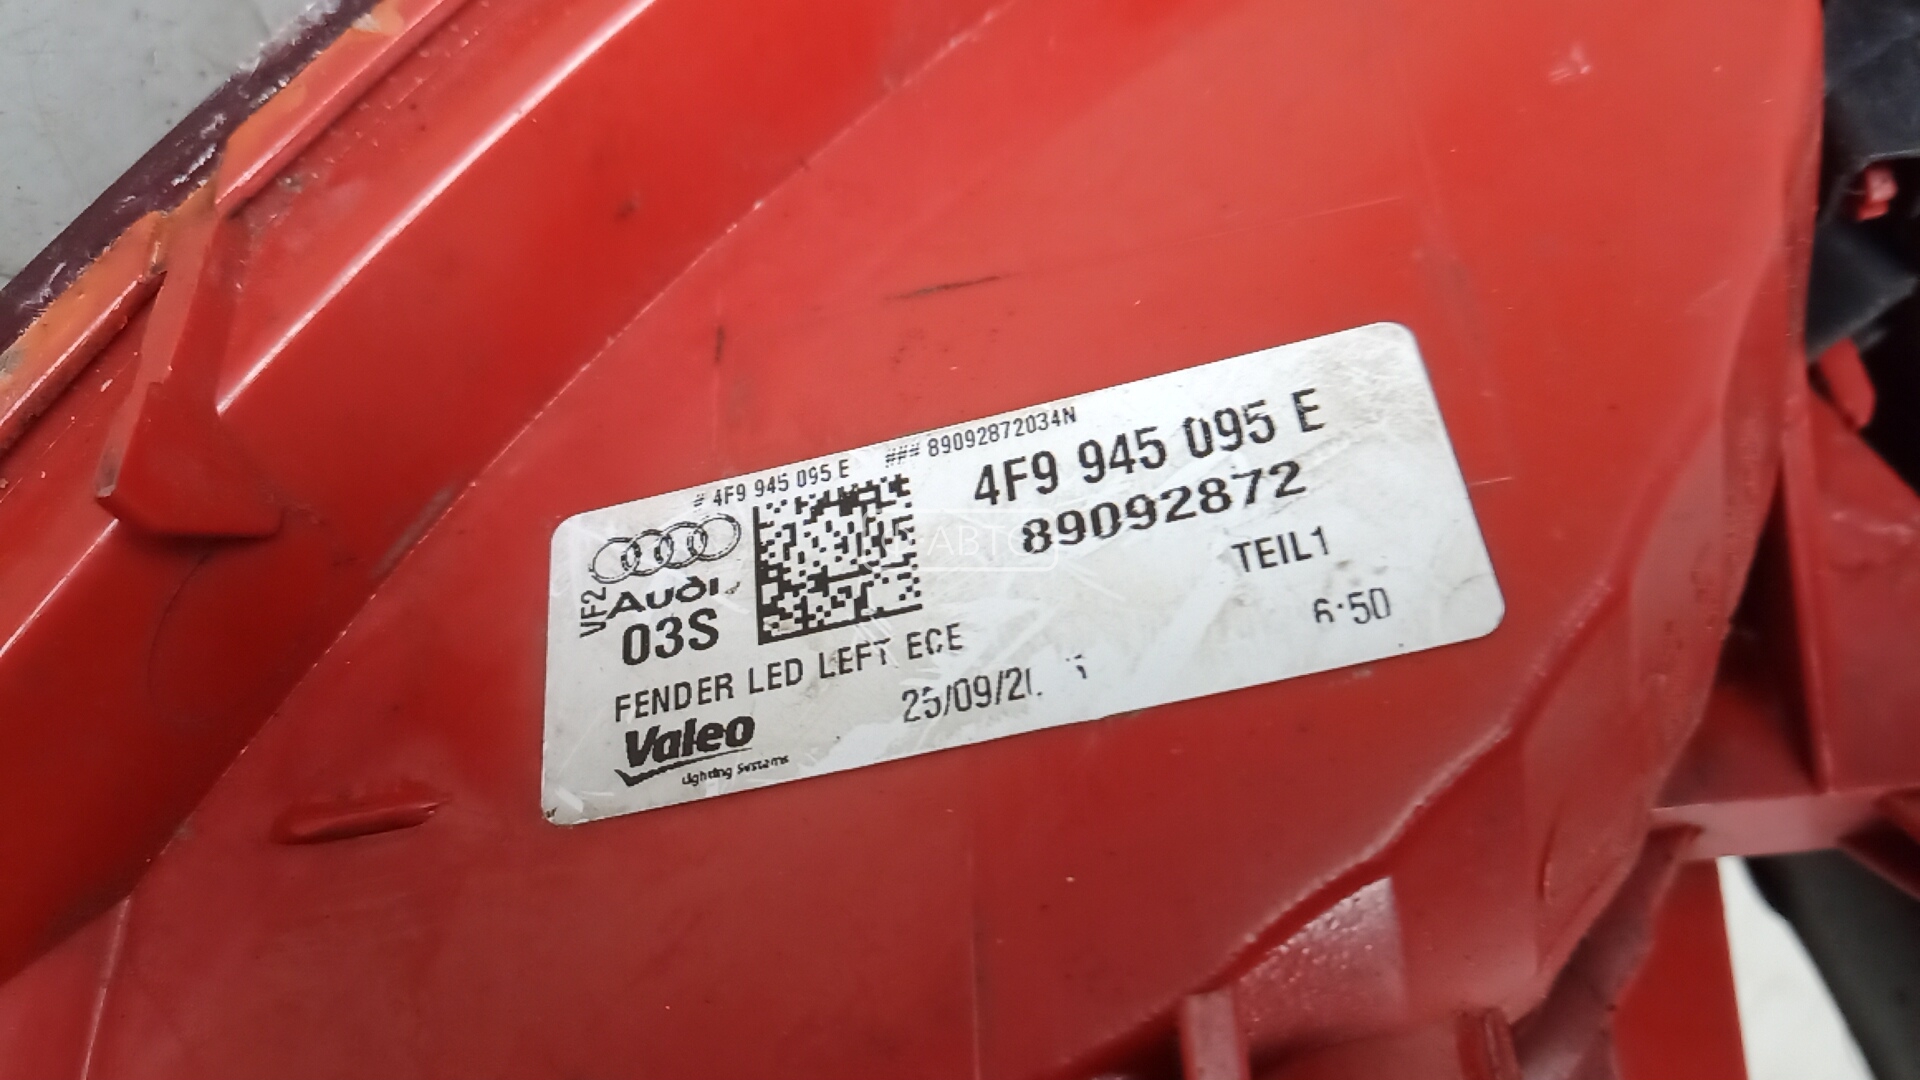 # 4F9 945 095 E ### 89092872034N
4F9 945 095 E
89092872
TEIL1
6:50
VF2
Audi
03S
FENDER LED LEFT ECE
Valeo
Lighting Systems
АВТО